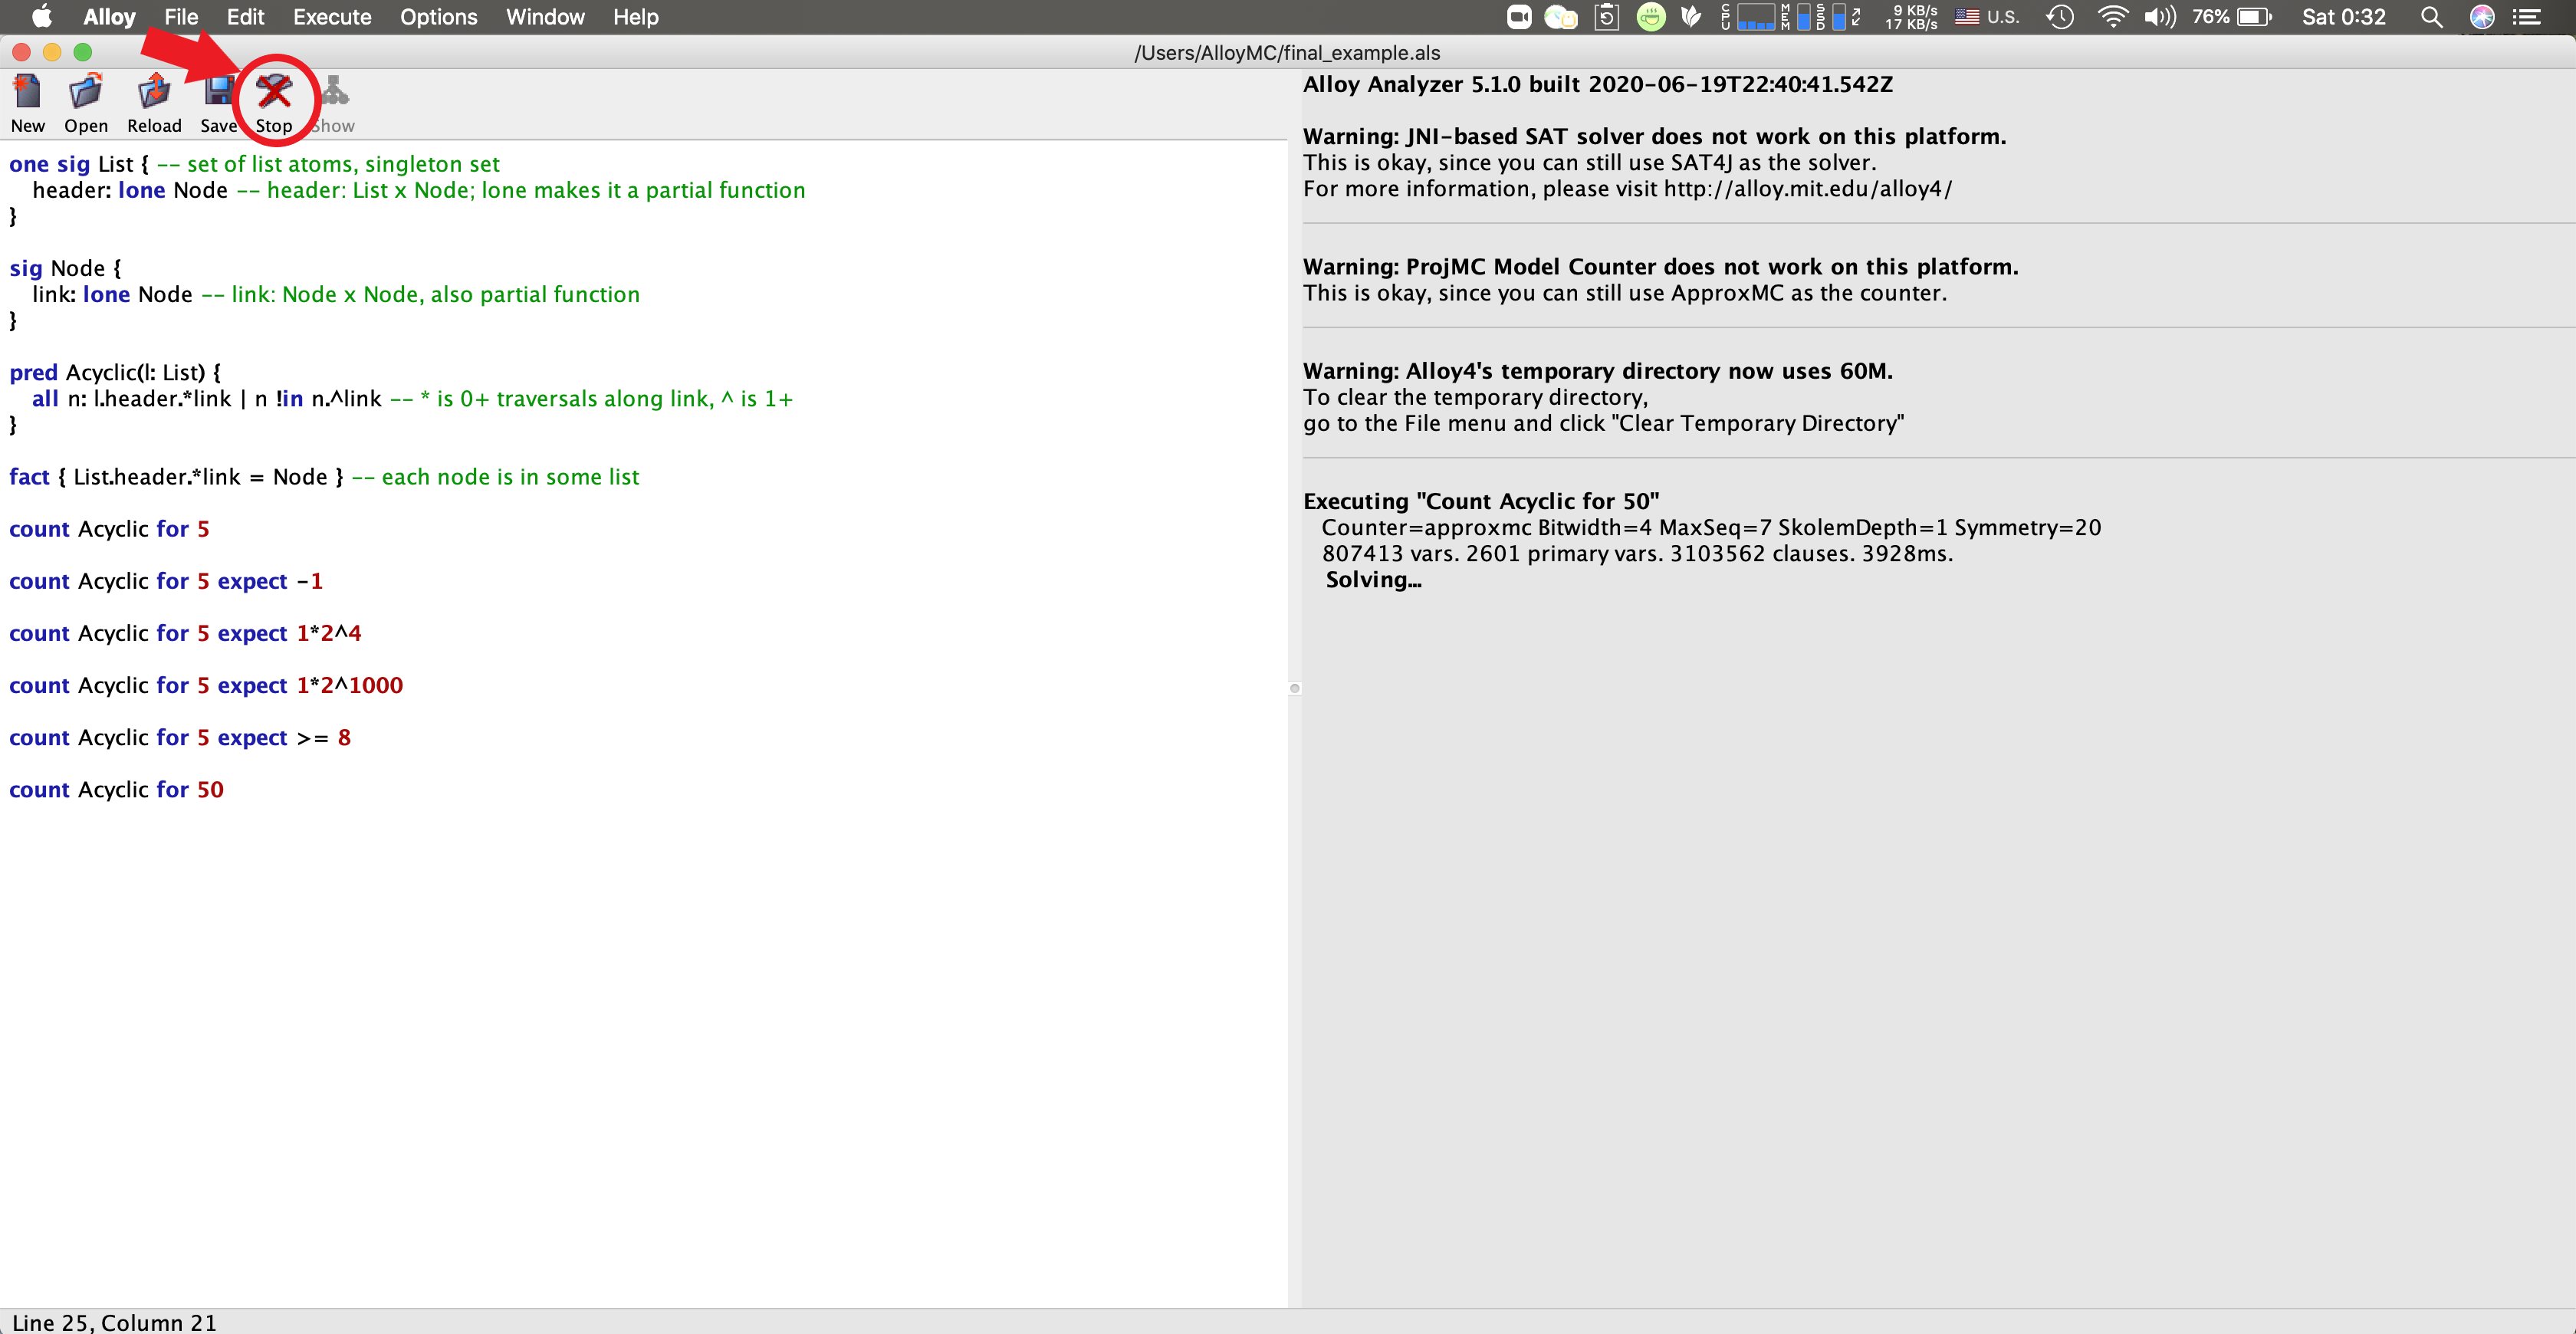 Alloy File Edit Execute Options Window Help
CPU MEM SSD 9 KB/s 17 KB/s U.S. 76% Sat 0:32
/Users/AlloyMC/final_example.als
New Open Reload Save Stop Show
one sig List { -- set of list atoms, singleton set
header: lone Node -- header: List x Node; lone makes it a partial function
}
sig Node {
link: lone Node -- link: Node x Node, also partial function
}
pred Acyclic(l: List) {
all n: l.header.*link | n !in n.^link -- * is 0+ traversals along link, ^ is 1+
}
fact { List.header.*link = Node } -- each node is in some list
count Acyclic for 5
count Acyclic for 5 expect -1
count Acyclic for 5 expect 1*2^4
count Acyclic for 5 expect 1*2^1000
count Acyclic for 5 expect >= 8
count Acyclic for 50
Alloy Analyzer 5.1.0 built 2020-06-19T22:40:41.542Z
Warning: JNI-based SAT solver does not work on this platform.
This is okay, since you can still use SAT4J as the solver.
For more information, please visit http://alloy.mit.edu/alloy4/
Warning: ProjMC Model Counter does not work on this platform.
This is okay, since you can still use ApproxMC as the counter.
Warning: Alloy4's temporary directory now uses 60M.
To clear the temporary directory,
go to the File menu and click "Clear Temporary Directory"
Executing "Count Acyclic for 50"
Counter=approxmc Bitwidth=4 MaxSeq=7 SkolemDepth=1 Symmetry=20
807413 vars. 2601 primary vars. 3103562 clauses. 3928ms.
Solving...
Line 25, Column 21